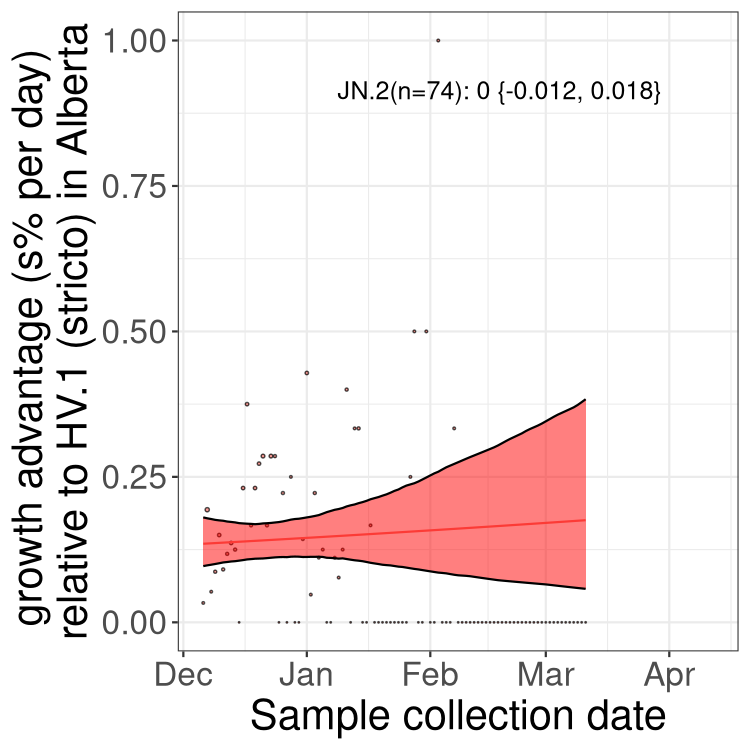 growth advantage (s% per day)
relative to HV.1 (stricto) in Alberta
1.00
0.75
0.50
0.25
0.00
JN.2(n=74): 0 {-0.012, 0.018}
Dec Jan Feb Mar Apr
Sample collection date